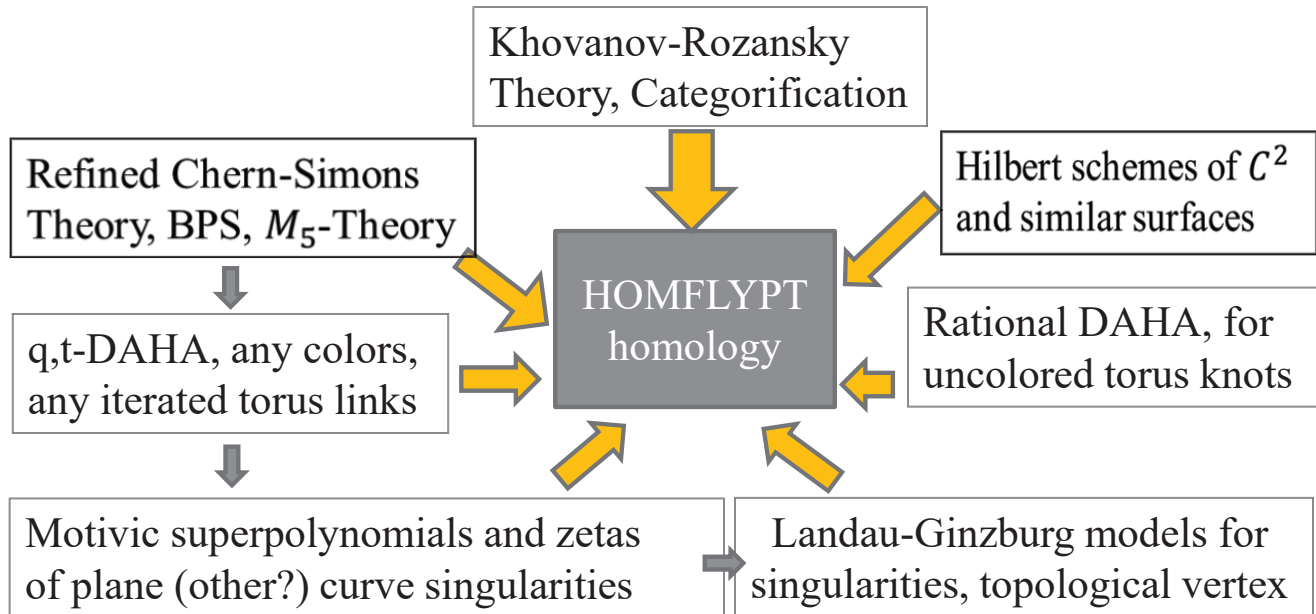 Khovanov-Rozansky
Theory, Categorification
Refined Chern-Simons
Theory, BPS, M₅-Theory
Hilbert schemes of C²
and similar surfaces
HOMFLYPT
homology
q,t-DAHA, any colors,
any iterated torus links
Rational DAHA, for
uncolored torus knots
Motivic superpolynomials and zetas
of plane (other?) curve singularities
Landau-Ginzburg models for
singularities, topological vertex